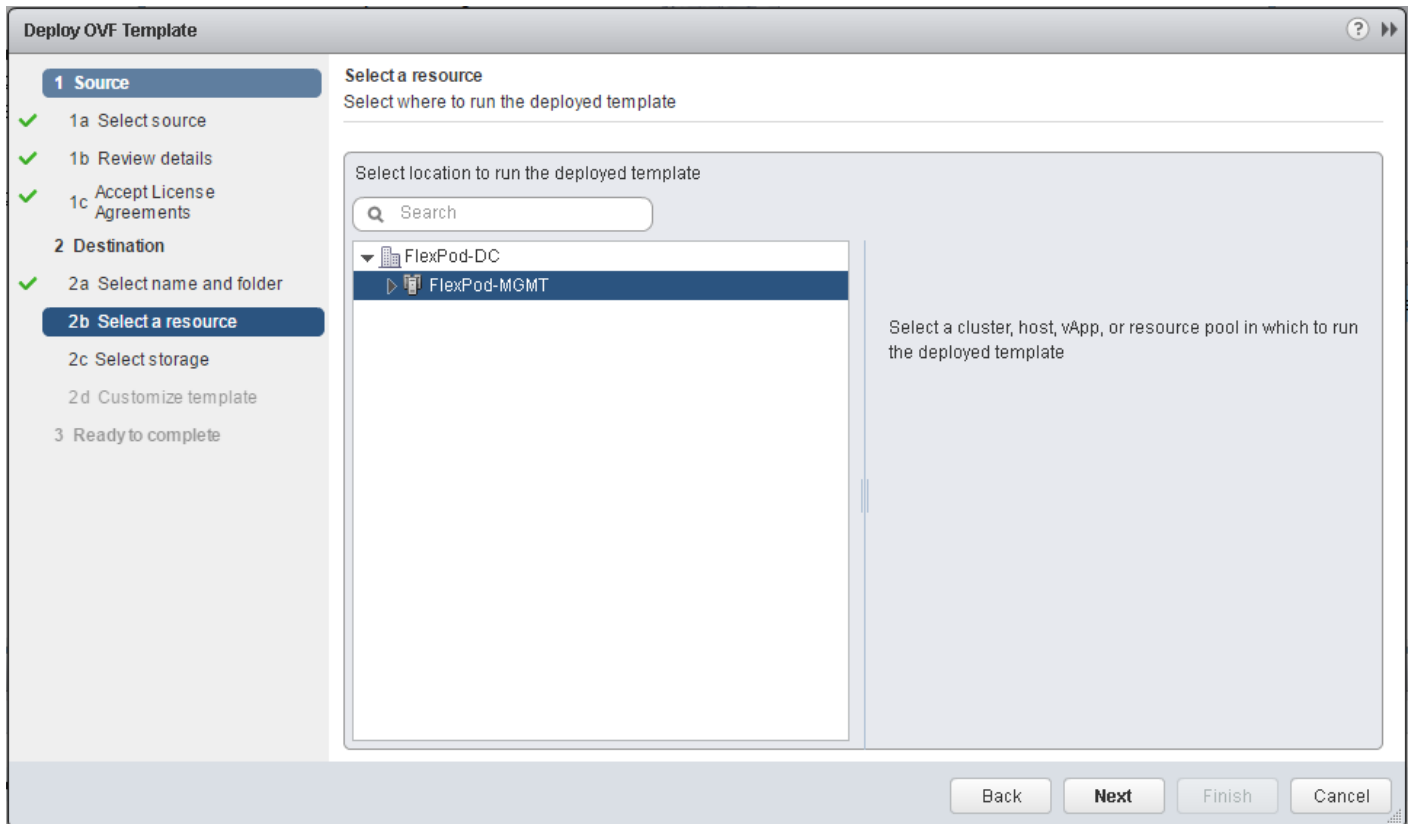 Deploy OVF Template
?
1 Source
1a Select source
1b Review details
1c Accept License
Agreements
2 Destination
2a Select name and folder
2b Select a resource
2c Select storage
2d Customize template
3 Ready to complete
Select a resource
Select where to run the deployed template
Select location to run the deployed template
Search
FlexPod-DC
FlexPod-MGMT
Select a cluster, host, vApp, or resource pool in which to run
the deployed template
Back
Next
Finish
Cancel